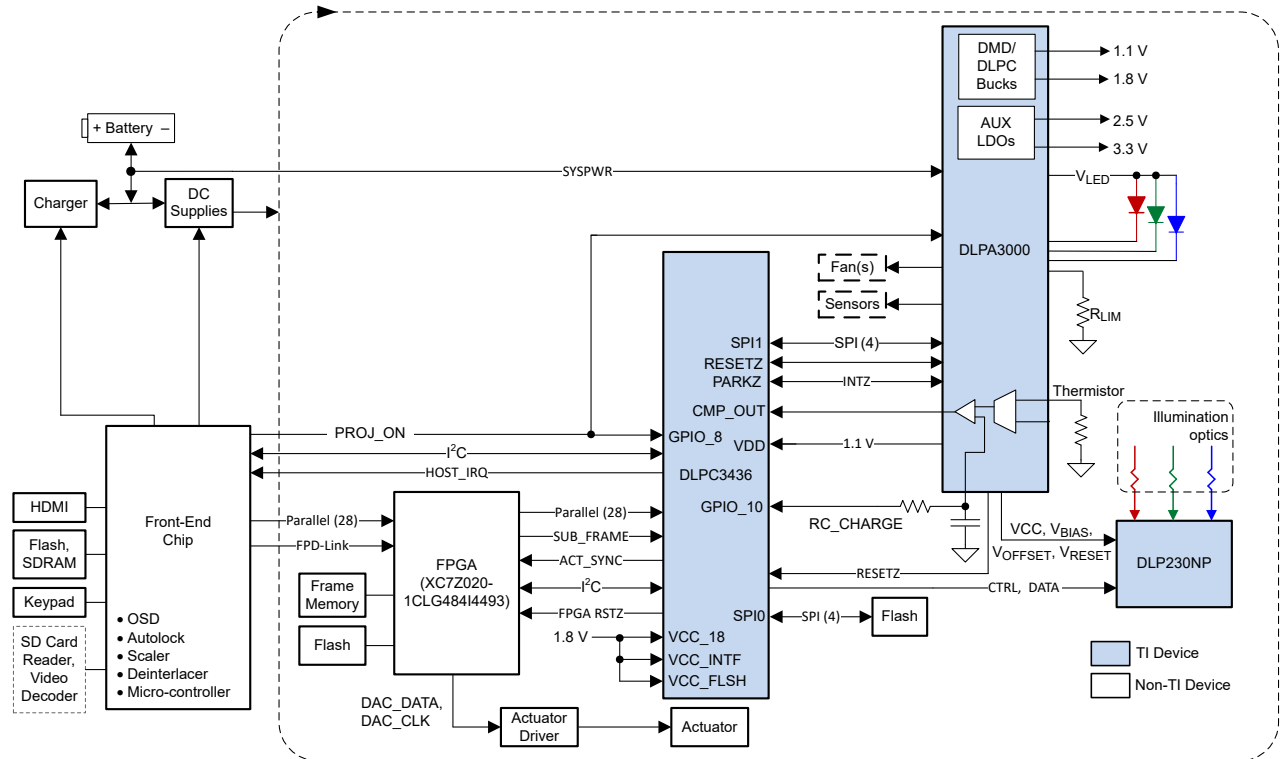 DMD/
DLPC
Bucks
1.1 V
1.8 V
AUX
LDOs
2.5 V
3.3 V
+ Battery –
SYSPWR
Charger
DC
Supplies
VLED
DLPA3000
Fan(s)
Sensors
RLIM
SPI1
SPI (4)
RESETZ
PARKZ
INTZ
CMP_OUT
Thermistor
Illumination
optics
PROJ_ON
GPIO_8
VDD
1.1 V
I2C
HOST_IRQ
DLPC3436
HDMI
Flash,
SDRAM
Keypad
SD Card
Reader,
Video
Decoder
Front-End
Chip
• OSD
• Autolock
• Scaler
• Deinterlacer
• Micro-controller
Parallel (28)
FPD-Link
Frame
Memory
Flash
FPGA
(XC7Z020-
1CLG484I4493)
Parallel (28)
SUB_FRAME
ACT_SYNC
I2C
FPGA RSTZ
GPIO_10
RC_CHARGE
VCC, VBIAS,
VOFFSET, VRESET
DLP230NP
RESETZ
CTRL, DATA
SPI0
SPI (4)
Flash
1.8 V
VCC_18
VCC_INTF
VCC_FLSH
DAC_DATA,
DAC_CLK
Actuator
Driver
Actuator
TI Device
Non-TI Device